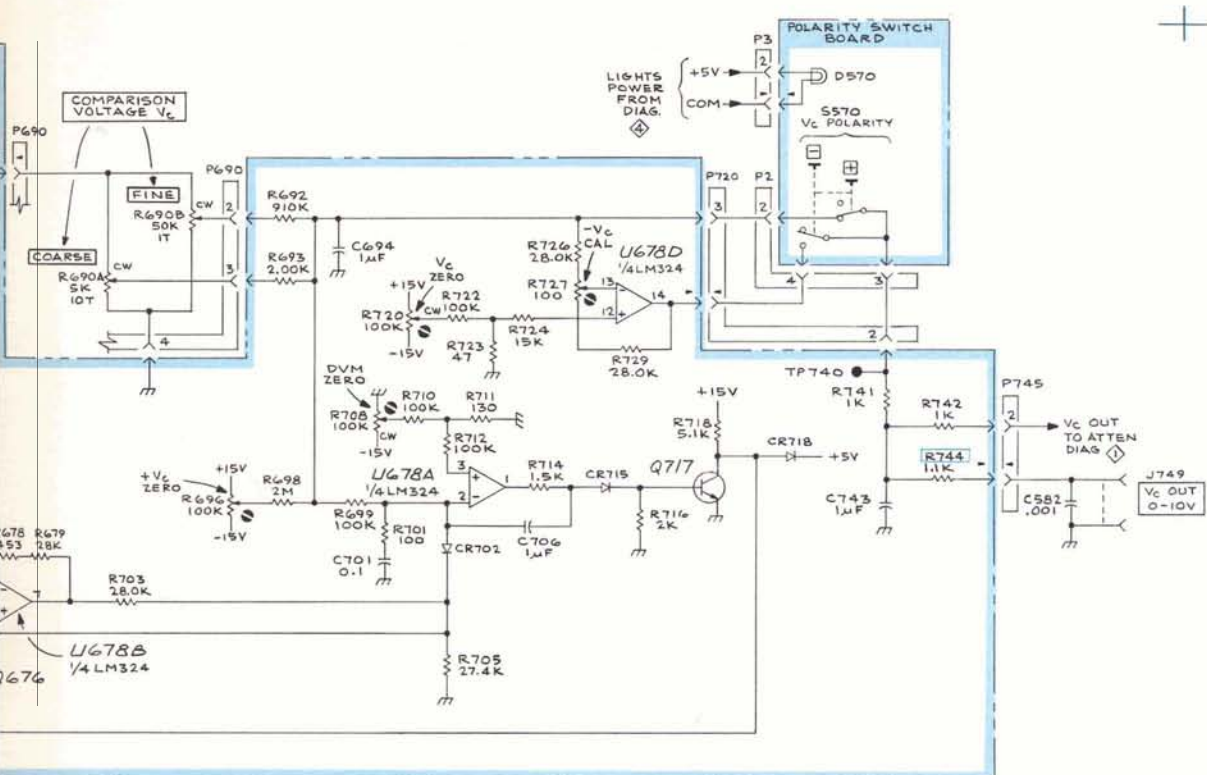 POLARITY SWITCH
BOARD
P3
2
D570
LIGHTS
POWER
FROM
DIAG.
4
+5V
COM
S570
Vc POLARITY
-
+
COMPARISON
VOLTAGE Vc
P690
P690
FINE
CW
R690B
50K
1T
2
COARSE
CW
R690A
5K
10T
3
4
R692
910K
R693
2.00K
C694
1µF
P720
3
P2
2
4
3
2
R726
28.0K
-Vc
CAL
R727
100
U678D
1/4LM324
13
12
14
-
+
Vc
ZERO
+15V
R720
100K
CW
-15V
R722
100K
R723
47
R724
15K
R729
28.0K
TP740
R741
1K
R742
1K
R744
1.1K
C743
1µF
P745
2
Vc OUT
TO ATTEN
DIAG 1
J749
Vc OUT
0-10V
C582
.001
DVM
ZERO
R708
100K
CW
-15V
R710
100K
R711
130
R712
100K
+15V
R718
5.1K
CR718
+5V
Q717
U678A
1/4LM324
3
2
1
+
-
R714
1.5K
CR715
R716
2K
+Vc
ZERO
+15V
R696
100K
-15V
R698
2M
R699
100K
R701
100
C701
0.1
CR702
C706
1µF
R679
28K
453
R703
28.0K
7
-
+
U678B
1/4LM324
R705
27.4K